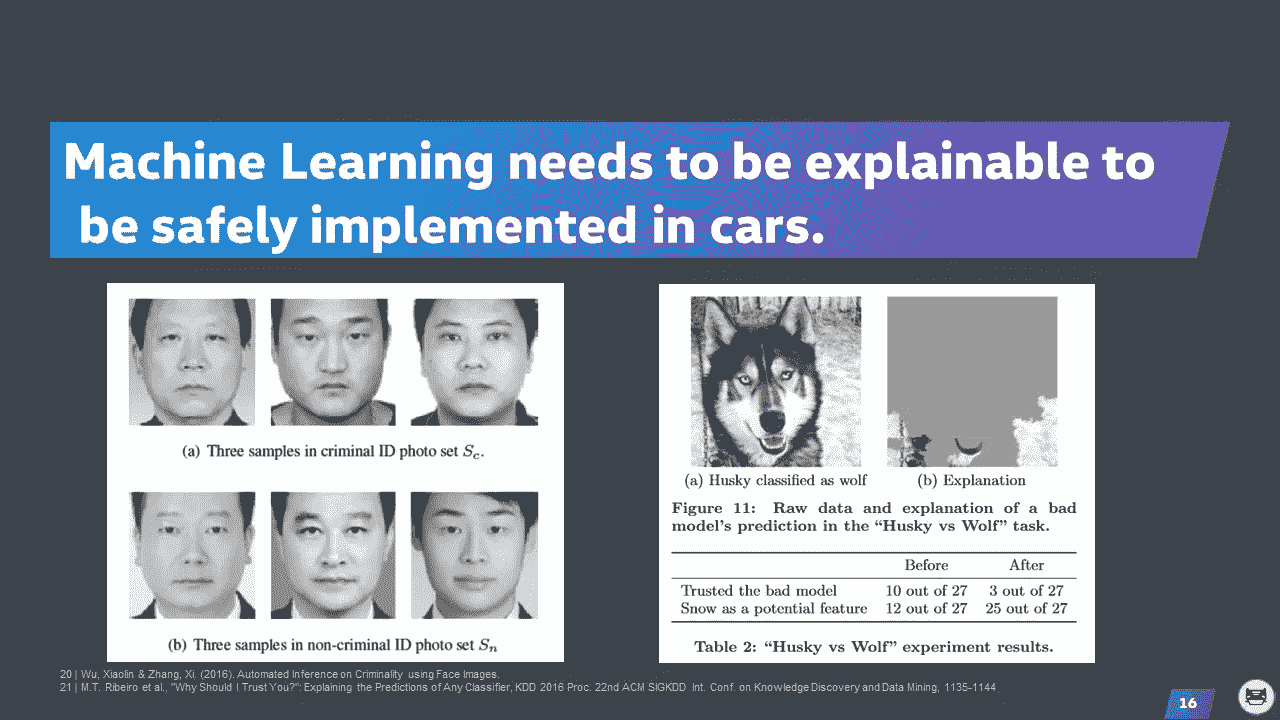 Machine Learning needs to be explainable to
be safely implemented in cars.
(a) Three samples in criminal ID photo set Sc.
(b) Three samples in non-criminal ID photo set Sn
(a) Husky classified as wolf
(b) Explanation
Figure 11: Raw data and explanation of a bad
model's prediction in the “Husky vs Wolf” task.
Before After
Trusted the bad model 10 out of 27 3 out of 27
Snow as a potential feature 12 out of 27 25 out of 27
Table 2: “Husky vs Wolf” experiment results.
20 | Wu, Xiaolin & Zhang, Xi. (2016). Automated Inference on Criminality using Face Images.
21 | M.T. Ribeiro et al., "Why Should I Trust You?": Explaining the Predictions of Any Classifier, KDD 2016 Proc. 22nd ACM SIGKDD Int. Conf. on Knowledge Discovery and Data Mining, 1135-1144
16